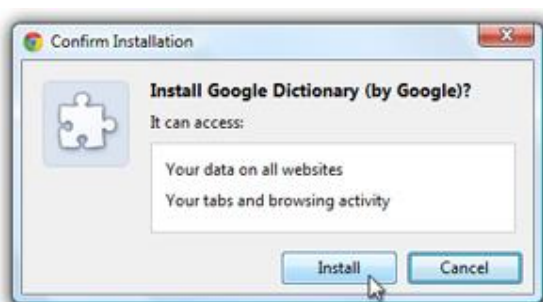 Confirm Installation
Install Google Dictionary (by Google)?
It can access:
Your data on all websites
Your tabs and browsing activity
Install Cancel